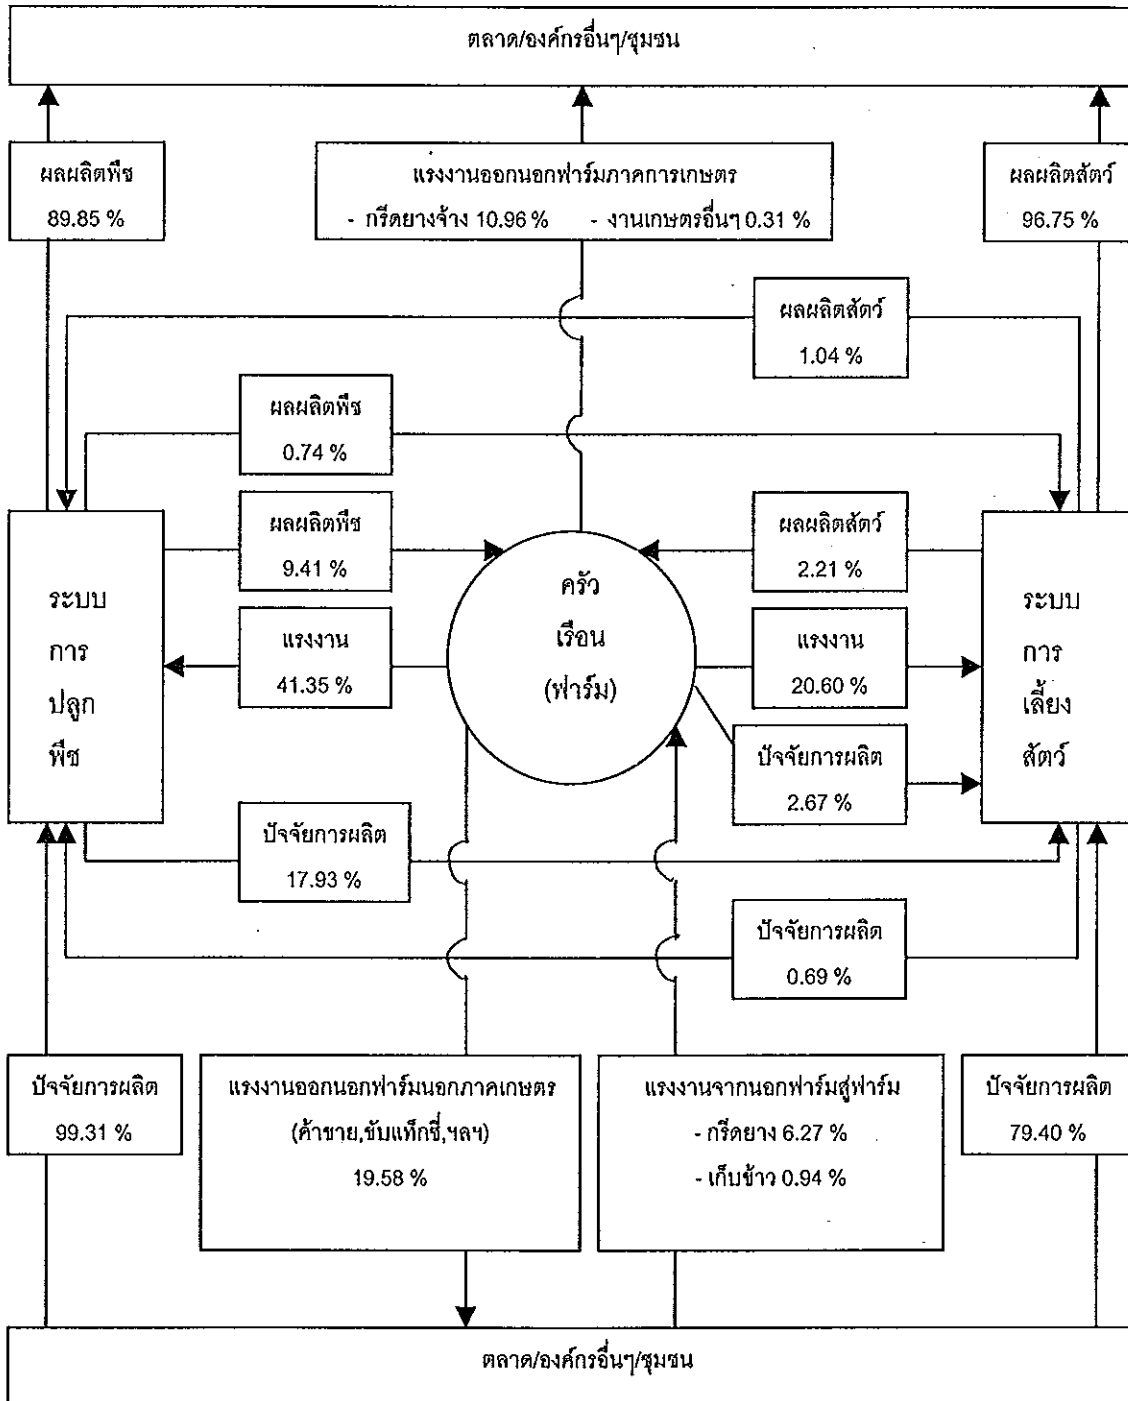 ตลาด/องค์กรอื่นๆ/ชุมชน
ผลผลิตพืช
89.85 %
แรงงานออกนอกฟาร์มภาคการเกษตร
- กรีดยางจ้าง 10.96 % - งานเกษตรอื่นๆ 0.31 %
ผลผลิตสัตว์
96.75 %
ผลผลิตสัตว์
1.04 %
ผลผลิตพืช
0.74 %
ผลผลิตพืช
9.41 %
ผลผลิตสัตว์
2.21 %
ระบบ
การ
ปลูก
พืช
ครัว
เรือน
(ฟาร์ม)
ระบบ
การ
เลี้ยง
สัตว์
แรงงาน
41.35 %
แรงงาน
20.60 %
ปัจจัยการผลิต
2.67 %
ปัจจัยการผลิต
17.93 %
ปัจจัยการผลิต
0.69 %
ปัจจัยการผลิต
99.31 %
แรงงานออกนอกฟาร์มนอกภาคเกษตร
(ค้าขาย,ขับแท็กซี่,ฯลฯ)
19.58 %
แรงงานจากนอกฟาร์มสู่ฟาร์ม
- กรีดยาง 6.27 %
- เก็บข้าว 0.94 %
ปัจจัยการผลิต
79.40 %
ตลาด/องค์กรอื่นๆ/ชุมชน